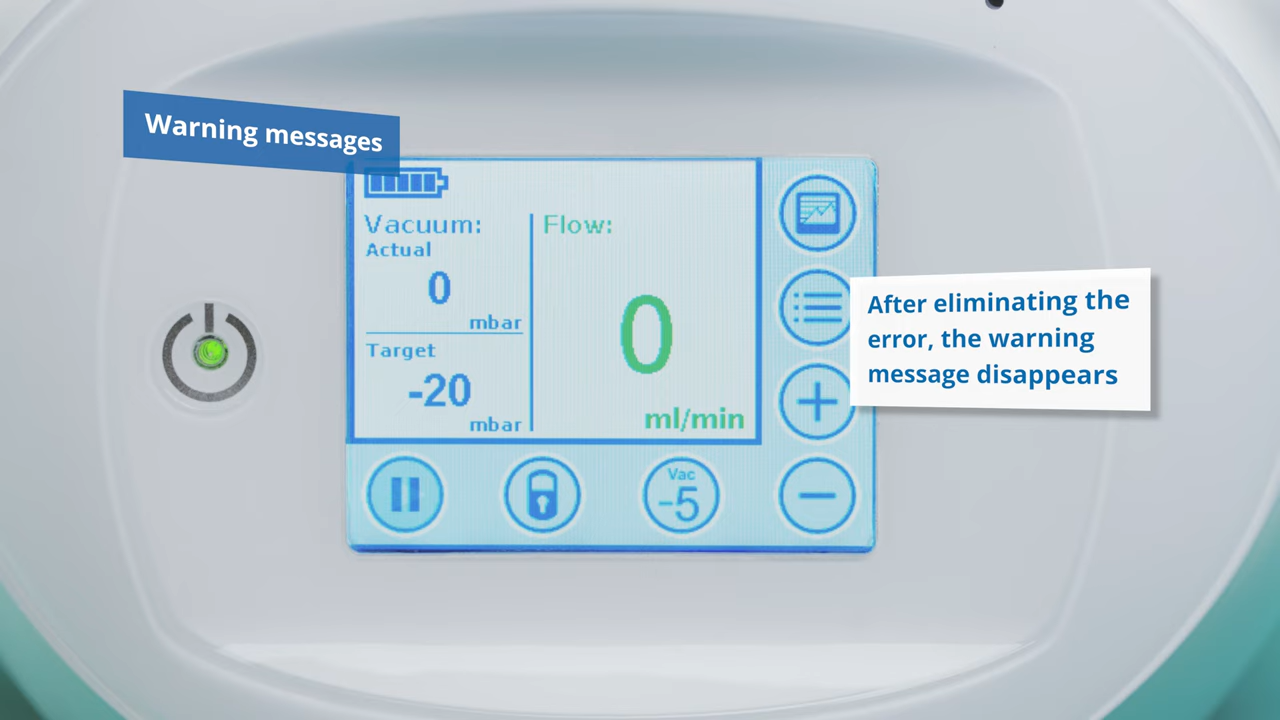 Warning messages
Vacuum:
Actual
0
mbar
Target
-20
mbar
Flow:
0
ml/min
Vac
-5
After eliminating the
error, the warning
message disappears